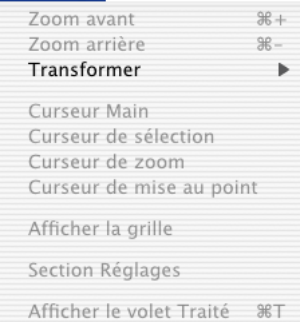 Zoom avant ⌘+
Zoom arrière ⌘-
Transformer
Curseur Main
Curseur de sélection
Curseur de zoom
Curseur de mise au point
Afficher la grille
Section Réglages
Afficher le volet Traité ⌘T